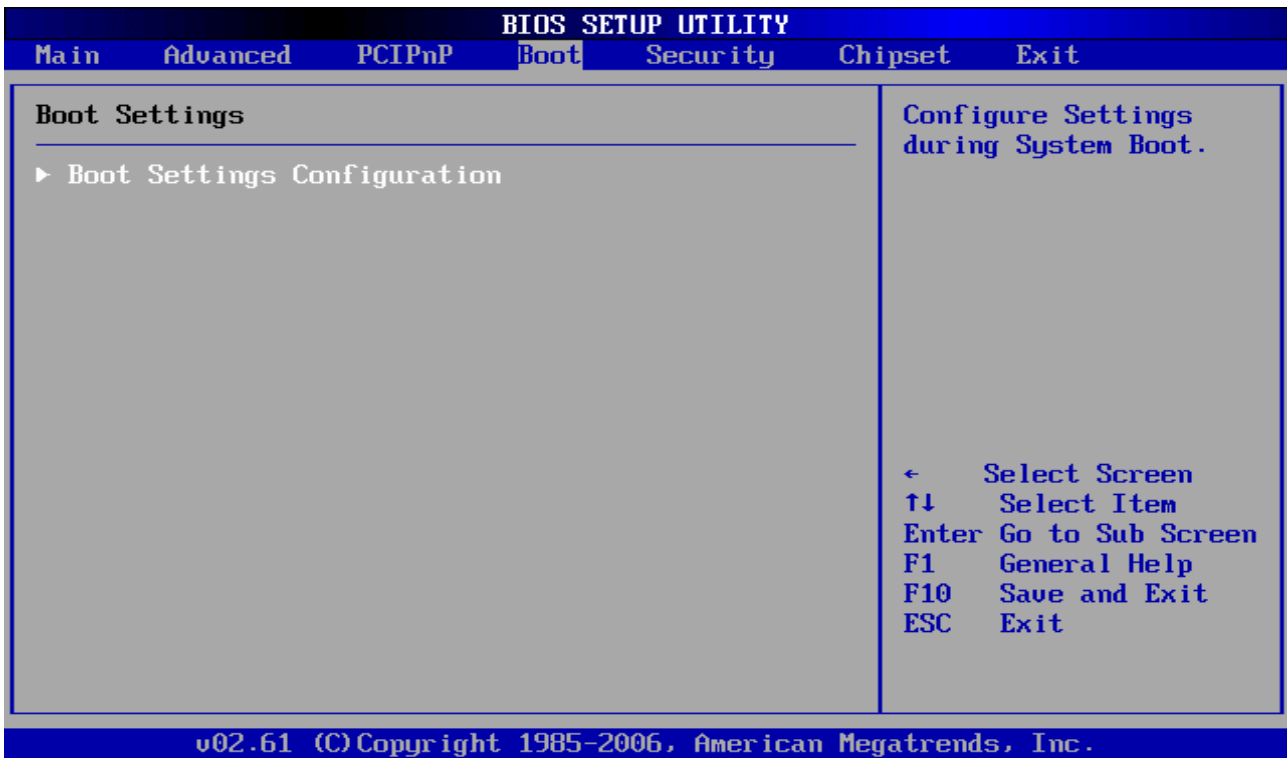 BIOS SETUP UTILITY
Main Advanced PCIPnP Boot Security Chipset Exit
Boot Settings
▶ Boot Settings Configuration
Configure Settings
during System Boot.
← Select Screen
↑↓ Select Item
Enter Go to Sub Screen
F1 General Help
F10 Save and Exit
ESC Exit
v02.61 (C)Copyright 1985-2006, American Megatrends, Inc.